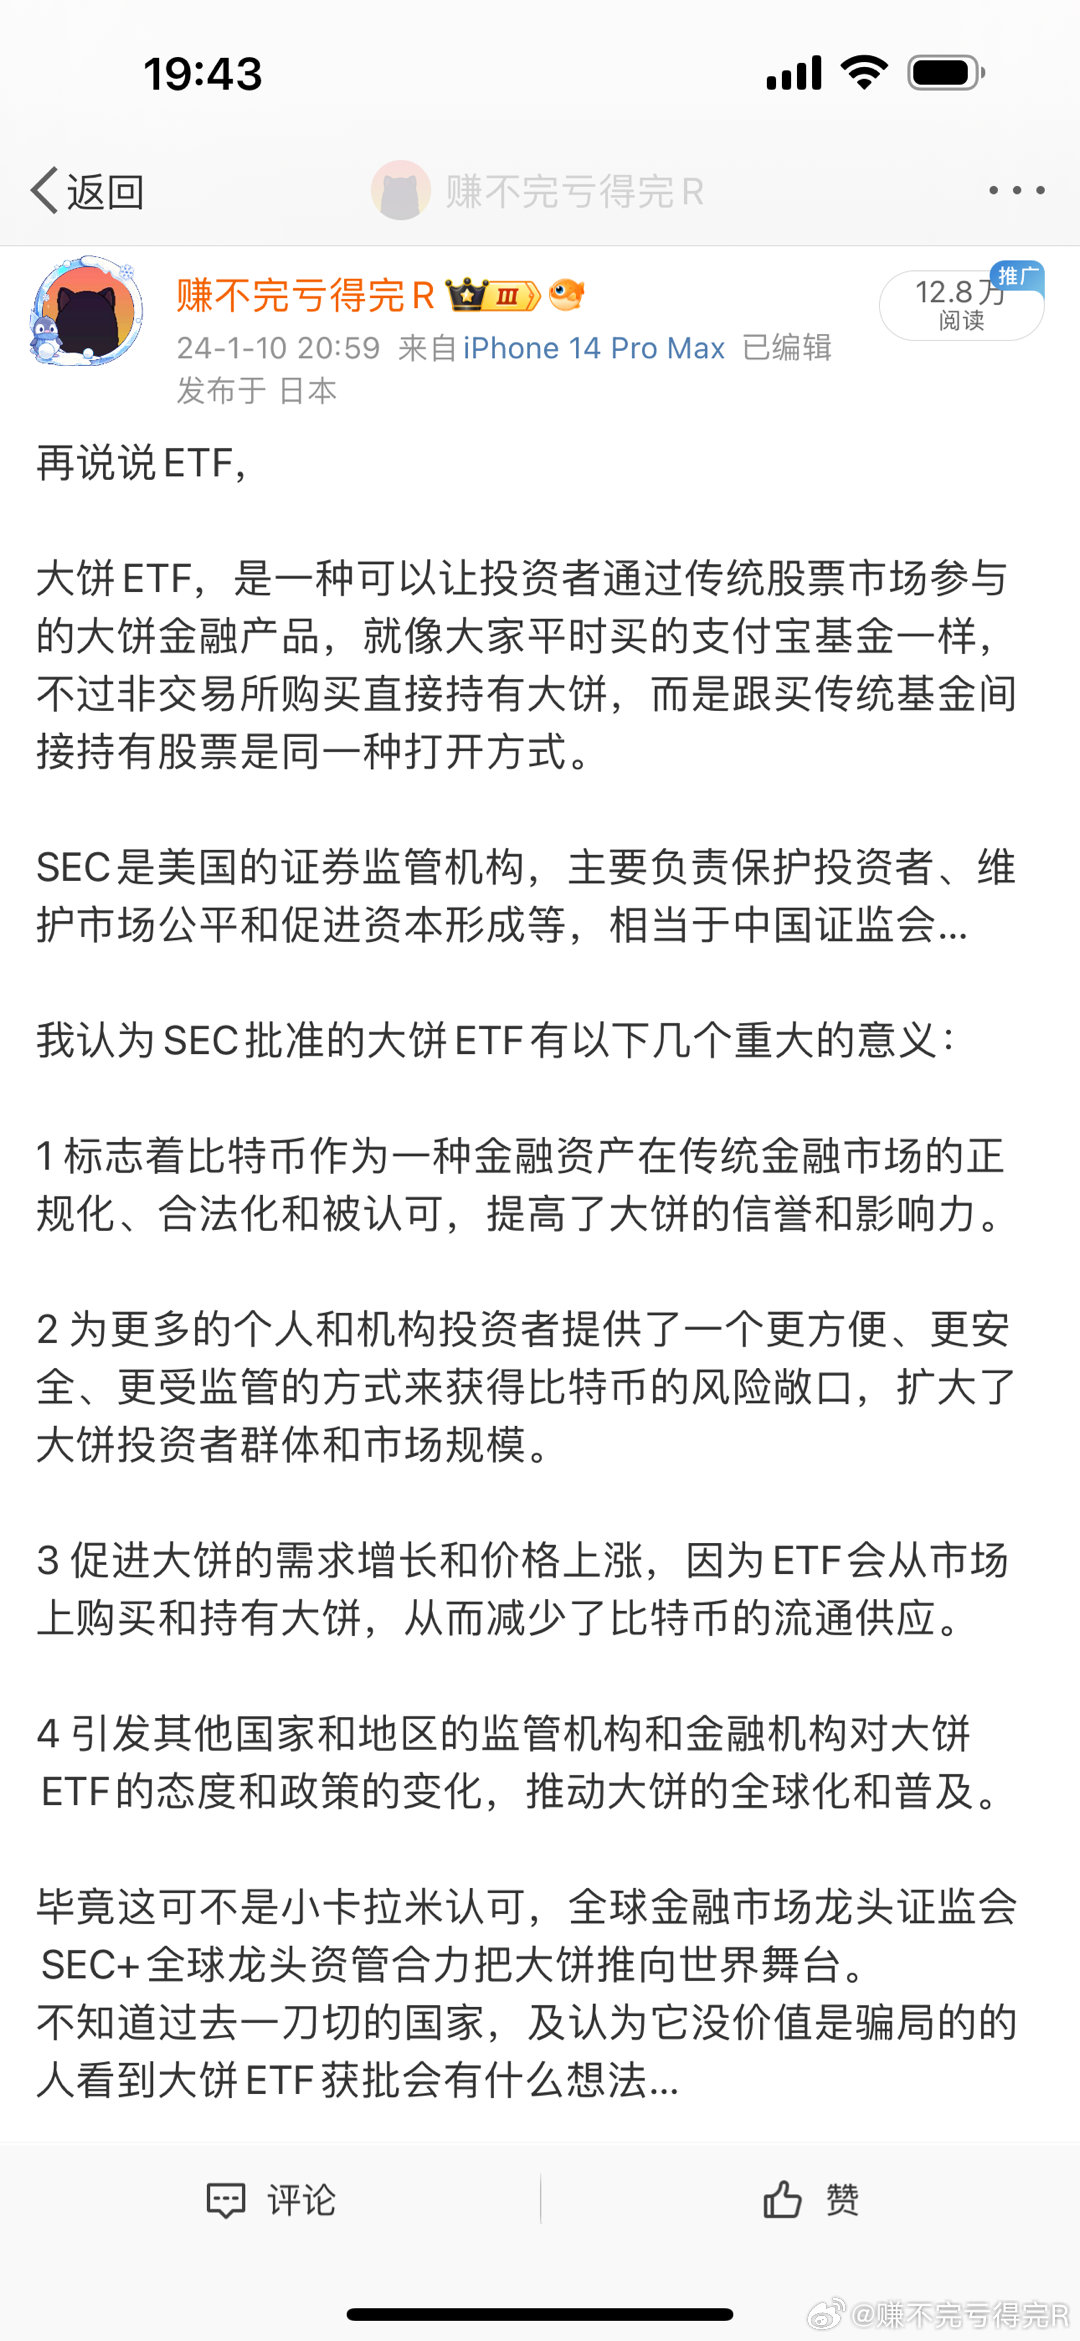 19:43
返回
赚不完亏得完R
赚不完亏得完R
III
12.8万
推广
阅读
24-1-10 20:59 来自 iPhone 14 Pro Max 已编辑
发布于 日本
再说说ETF,
大饼ETF，是一种可以让投资者通过传统股票市场参与
的大饼金融产品，就像大家平时买的支付宝基金一样，
不过非交易所购买直接持有大饼，而是跟买传统基金间
接持有股票是同一种打开方式。
SEC是美国的证券监管机构，主要负责保护投资者、维
护市场公平和促进资本形成等，相当于中国证监会...
我认为SEC批准的大饼ETF有以下几个重大的意义：
1 标志着比特币作为一种金融资产在传统金融市场的正
规化、合法化和被认可，提高了大饼的信誉和影响力。
2 为更多的个人和机构投资者提供了一个更方便、更安
全、更受监管的方式来获得比特币的风险敞口，扩大了
大饼投资者群体和市场规模。
3 促进大饼的需求增长和价格上涨，因为ETF会从市场
上购买和持有大饼，从而减少了比特币的流通供应。
4 引发其他国家和地区的监管机构和金融机构对大饼
ETF的态度和政策的变化，推动大饼的全球化和普及。
毕竟这可不是小卡拉米认可，全球金融市场龙头证监会
SEC+全球龙头资管合力把大饼推向世界舞台。
不知道过去一刀切的国家，及认为它没价值是骗局的的
人看到大饼ETF获批会有什么想法...
评论
赞
@赚不完亏得完R